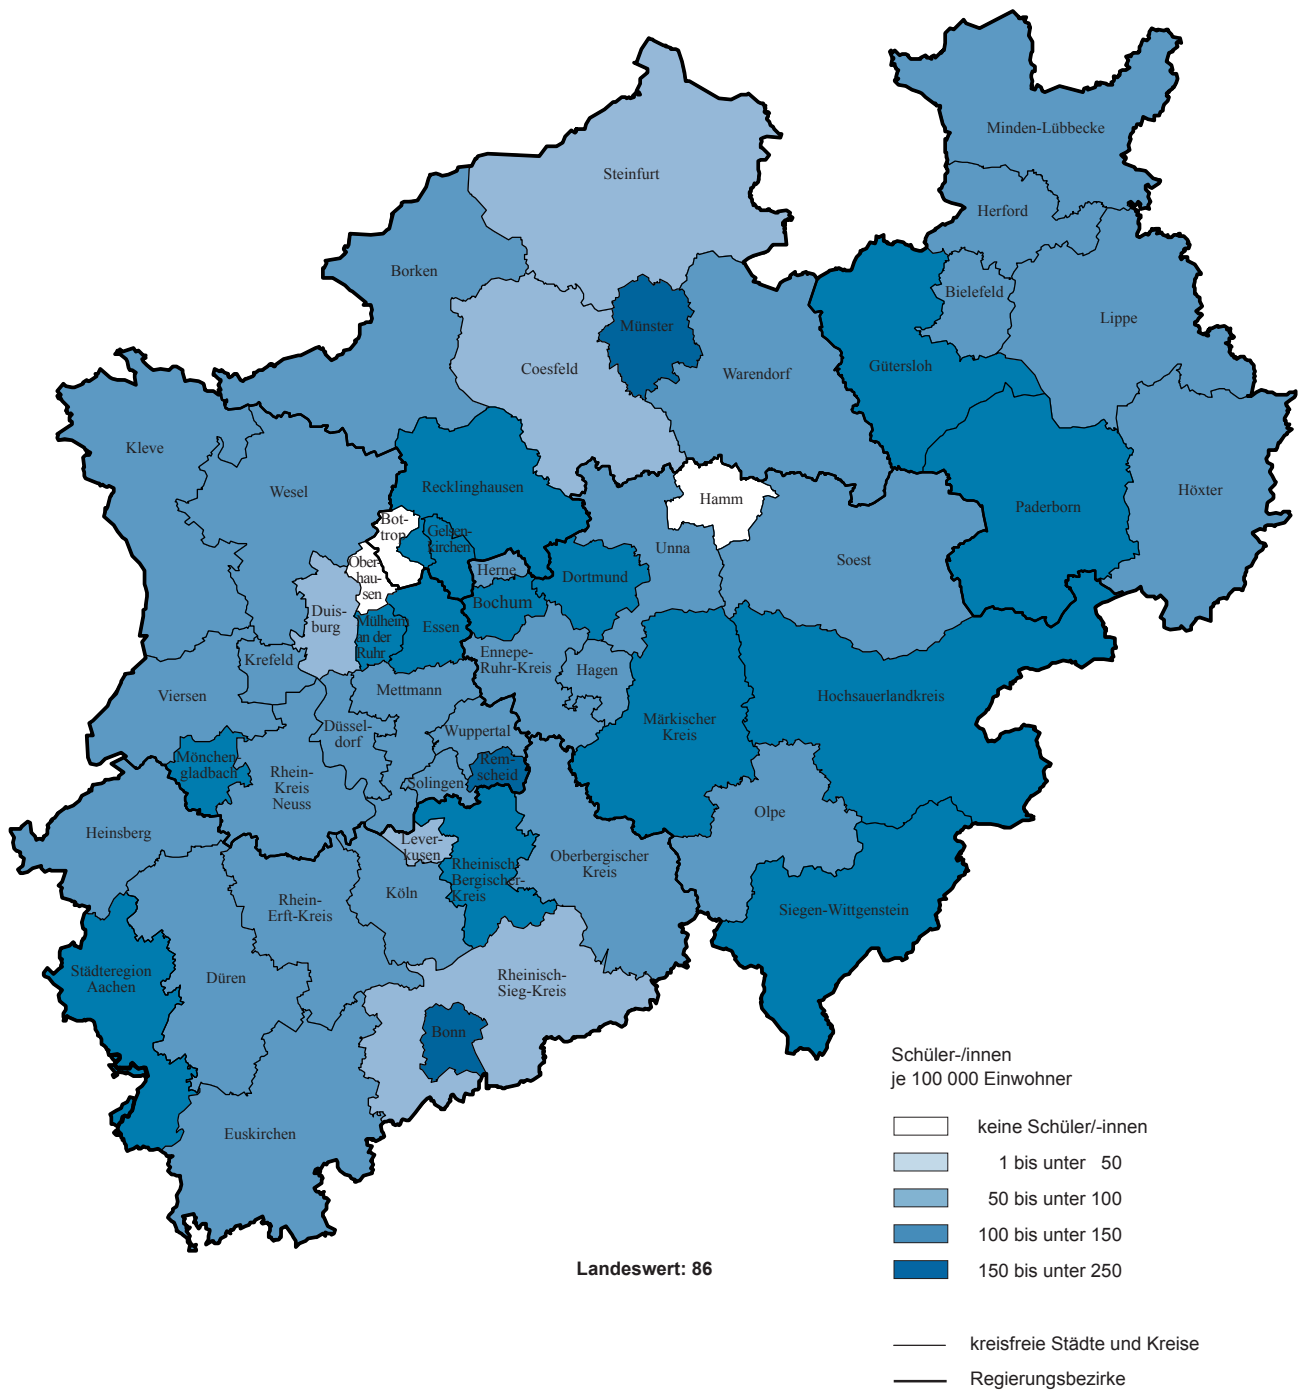 Minden-Lübbecke
Steinfurt
Herford
Borken
Bielefeld
Lippe
Münster
Coesfeld
Gütersloh
Warendorf
Kleve
Wesel
Recklinghausen
Hamm
Höxter
Paderborn
Bot-
trop
Gelsen-
kirchen
Unna
Soest
Ober-
hau-
sen
Herne
Dortmund
Bochum
Duis-
burg
Mülheim
an der
Ruhr
Essen
Ennepe-
Ruhr-Kreis
Krefeld
Hagen
Viersen
Mettmann
Hochsauerlandkreis
Märkischer
Kreis
Düssel-
dorf
Wuppertal
Mönchen-
gladbach
Rem-
scheid
Rhein-
Kreis
Neuss
Solingen
Olpe
Heinsberg
Lever-
kusen
Oberbergischer
Kreis
Rheinisch-
Bergischer-
Kreis
Rhein-
Erft-Kreis
Köln
Siegen-Wittgenstein
Städteregion
Aachen
Düren
Rheinisch-
Sieg-Kreis
Bonn
Euskirchen
Schüler-/innen
je 100 000 Einwohner
keine Schüler/-innen
1 bis unter 50
50 bis unter 100
100 bis unter 150
150 bis unter 250
Landeswert: 86
kreisfreie Städte und Kreise
Regierungsbezirke